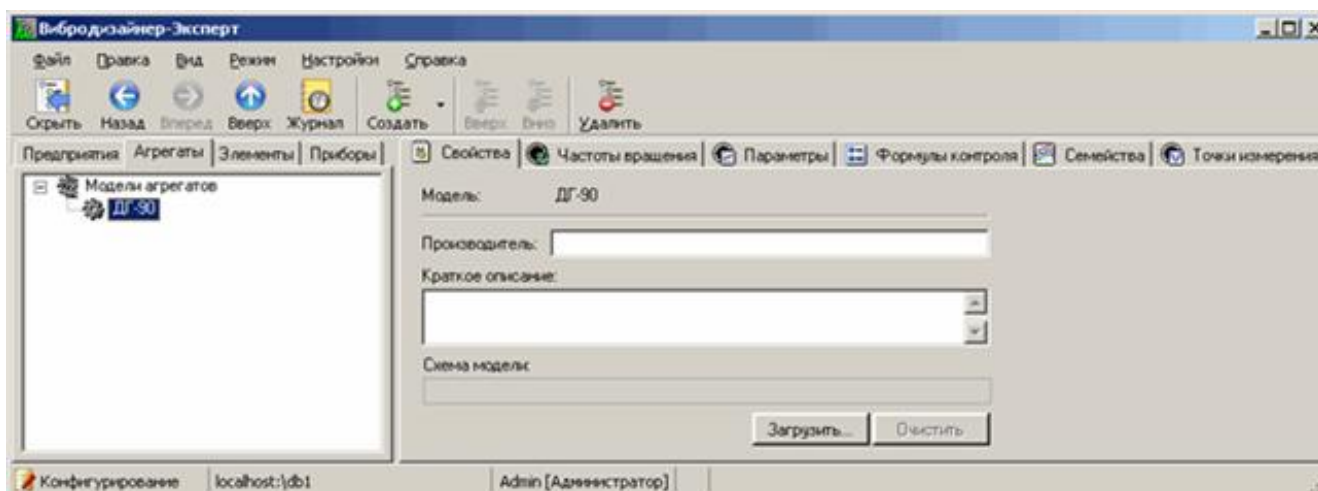 Вибродизайнер-Эксперт
Файл Правка Вид Режим Настройки Справка
Скрыть Назад Вперед Вверх Журнал Создать Вверх Вниз Удалить
Предприятия Агрегаты Элементы Приборы
Свойства Частоты вращения Параметры Формулы контроля Семейства Точки измерения
Модели агрегатов
ДГ-90
Модель: ДГ-90
Производитель:
Краткое описание:
Схема модели:
Загрузить... Очистить
Конфигурирование localhost:\db1 Admin [Администратор]